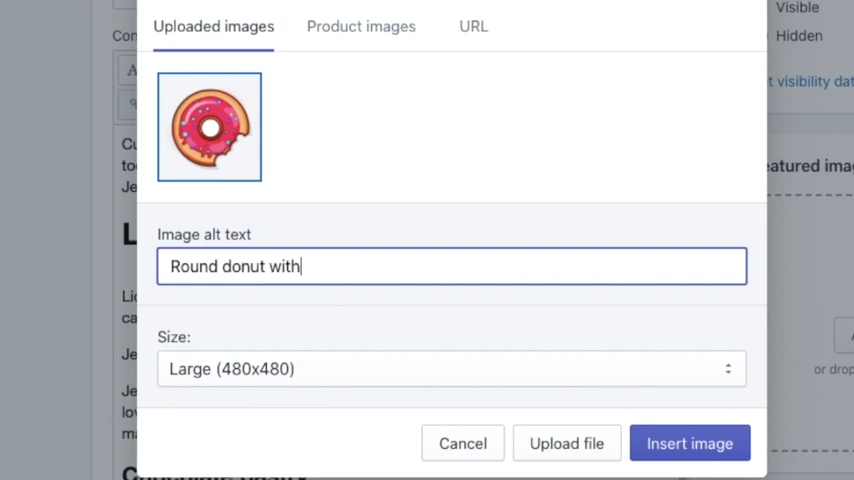 Visible
Uploaded images Product images URL
Hidden
Image alt text
Round donut with
Size:
Large (480x480)
or drop
Cancel Upload file Insert image